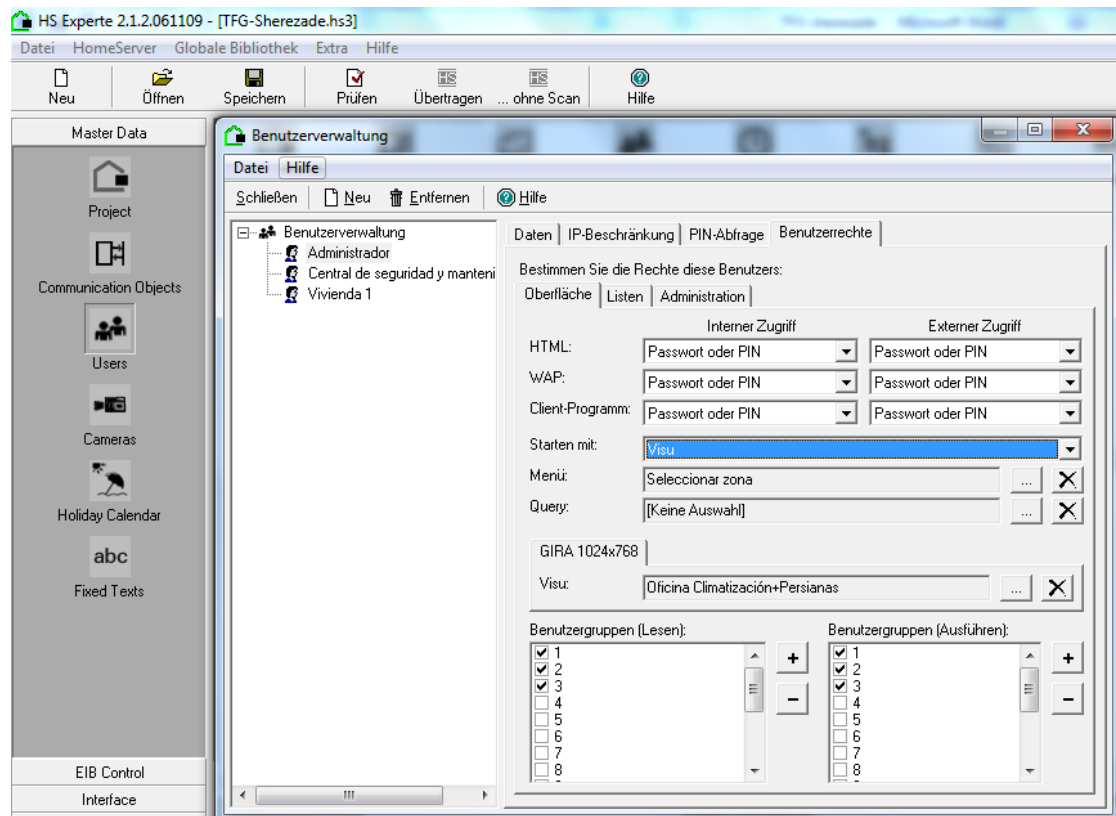 HS Experte 2.1.2.061109 - [TFG-Sherezade.hs3]
Datei HomeServer Globale Bibliothek Extra Hilfe
Neu Öffnen Speichern Prüfen Übertragen ... ohne Scan Hilfe
Master Data
Project
Communication Objects
Users
Cameras
Holiday Calendar
abc
Fixed Texts
EIB Control
Interface
Benutzerverwaltung
Datei Hilfe
Schließen Neu Entfernen Hilfe
Benutzerverwaltung
Administrador
Central de seguridad y manteni
Vivienda 1
Daten IP-Beschränkung PIN-Abfrage Benutzerrechte
Bestimmen Sie die Rechte diese Benutzers:
Oberfläche Listen Administration
Interner Zugriff Externer Zugriff
HTML: Passwort oder PIN Passwort oder PIN
WAP: Passwort oder PIN Passwort oder PIN
Client-Programm: Passwort oder PIN Passwort oder PIN
Starten mit: Visu
Menü: Seleccionar zona ...
Query: [Keine Auswahl] ...
GIRA 1024x768
Visu: Oficina Climatización+Persianas ...
Benutzergruppen (Lesen): Benutzergruppen (Ausführen):
1 1
2 2
3 3
4 4
5 5
6 6
7 7
8 8